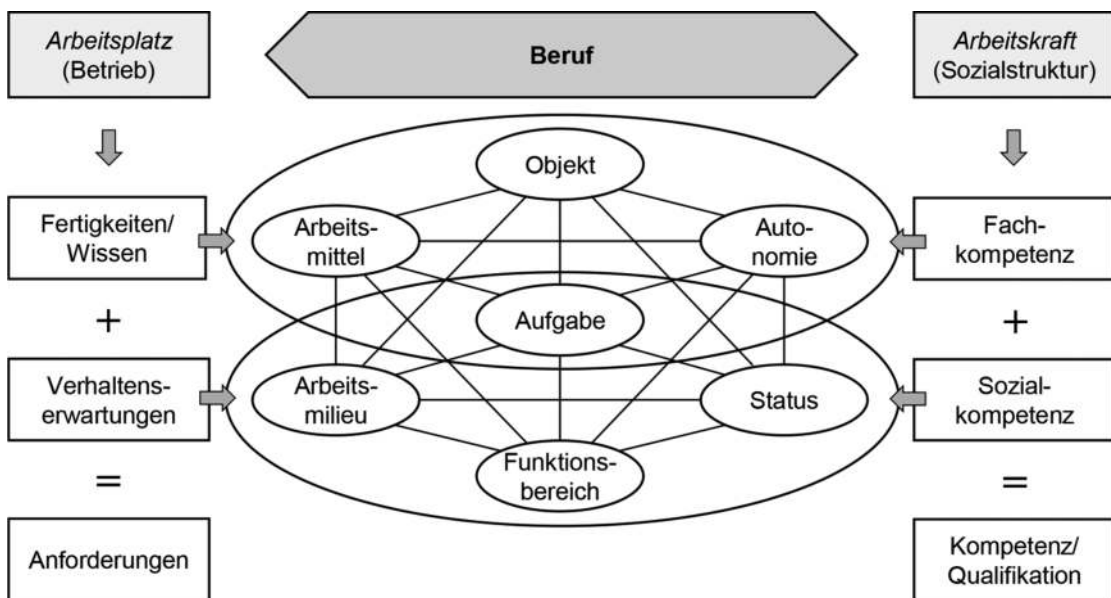 Arbeitsplatz
(Betrieb)
Beruf
Arbeitskraft
(Sozialstruktur)
Objekt
Fertigkeiten/
Wissen
Arbeits-
mittel
Auto-
nomie
Fach-
kompetenz
+
Aufgabe
+
Verhaltens-
erwartungen
Arbeits-
milieu
Status
Sozial-
kompetenz
=
Funktions-
bereich
=
Anforderungen
Kompetenz/
Qualifikation